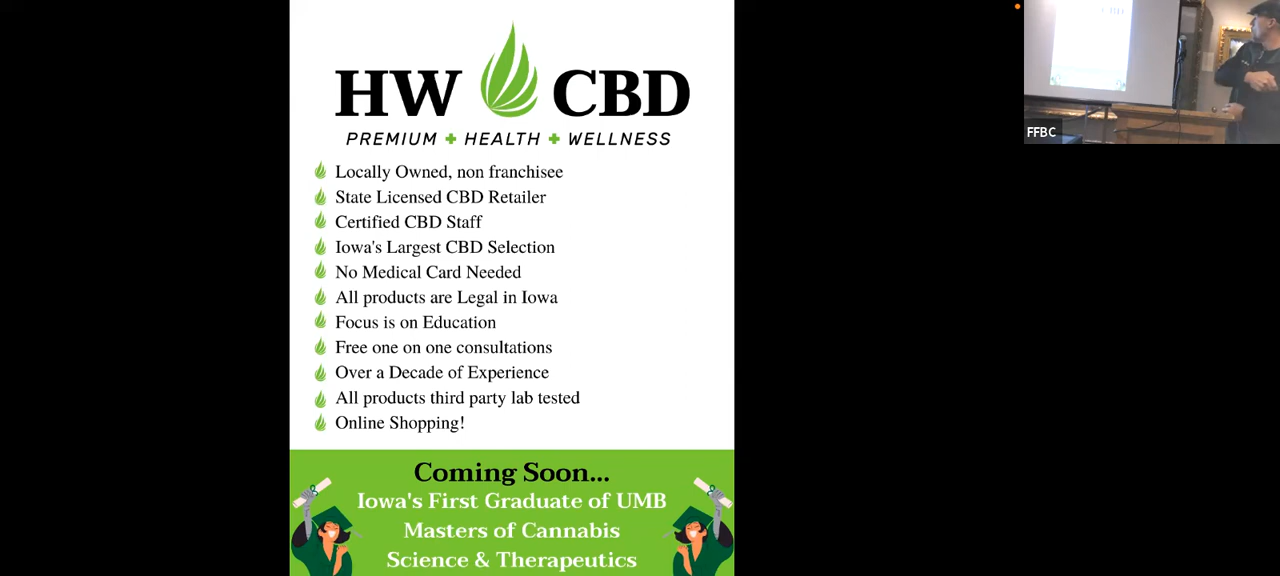 HW CBD
PREMIUM + HEALTH + WELLNESS
Locally Owned, non franchisee
State Licensed CBD Retailer
Certified CBD Staff
Iowa's Largest CBD Selection
No Medical Card Needed
All products are Legal in Iowa
Focus is on Education
Free one on one consultations
Over a Decade of Experience
All products third party lab tested
Online Shopping!
Coming Soon...
Iowa's First Graduate of UMB
Masters of Cannabis
Science & Therapeutics
FFBC